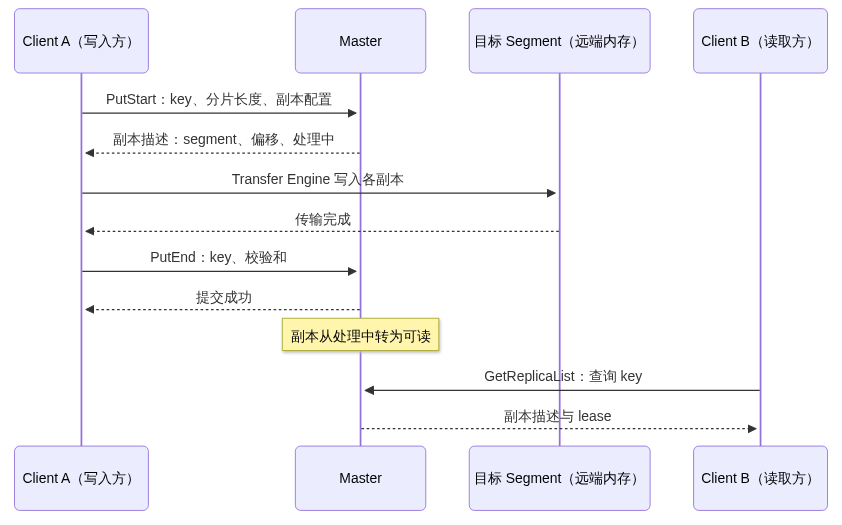 Client A（写入方）
Master
目标 Segment（远端内存）
Client B（读取方）
PutStart：key、分片长度、副本配置
副本描述：segment、偏移、处理中
Transfer Engine 写入各副本
传输完成
PutEnd：key、校验和
提交成功
副本从处理中转为可读
GetReplicaList：查询 key
副本描述与 lease
Client A（写入方）
Master
目标 Segment（远端内存）
Client B（读取方）